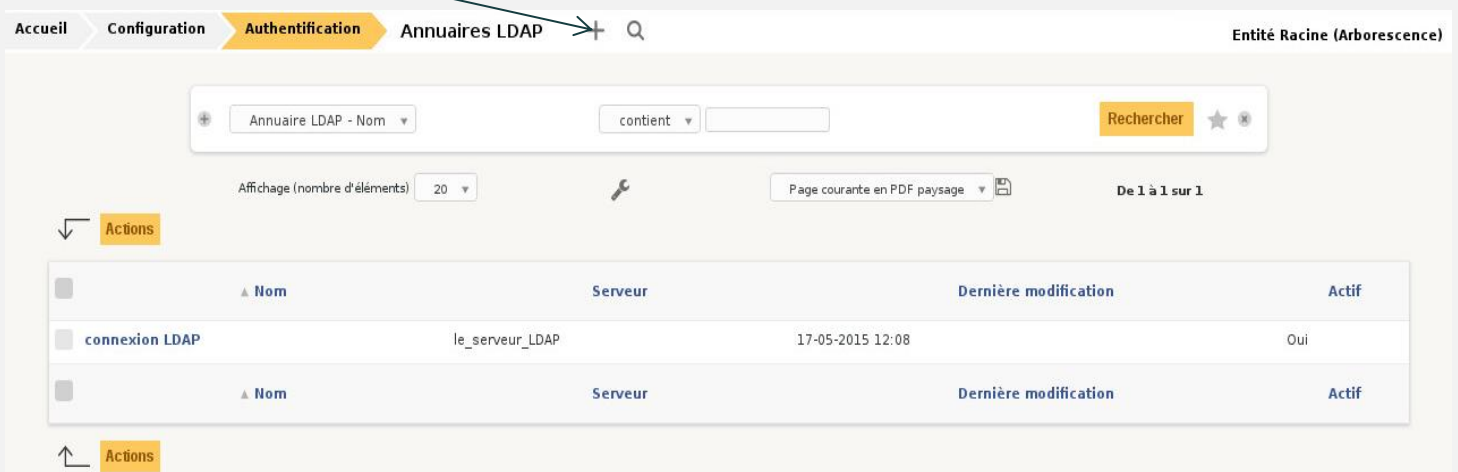 Accueil Configuration Authentification Annuaires LDAP Entité Racine (Arborescence)
Annuaire LDAP - Nom contient Rechercher
Affichage (nombre d'éléments) 20 Page courante en PDF paysage De 1 à 1 sur 1
Actions
Nom Serveur Dernière modification Actif
connexion LDAP le_serveur_LDAP 17-05-2015 12:08 Oui
Nom Serveur Dernière modification Actif
Actions